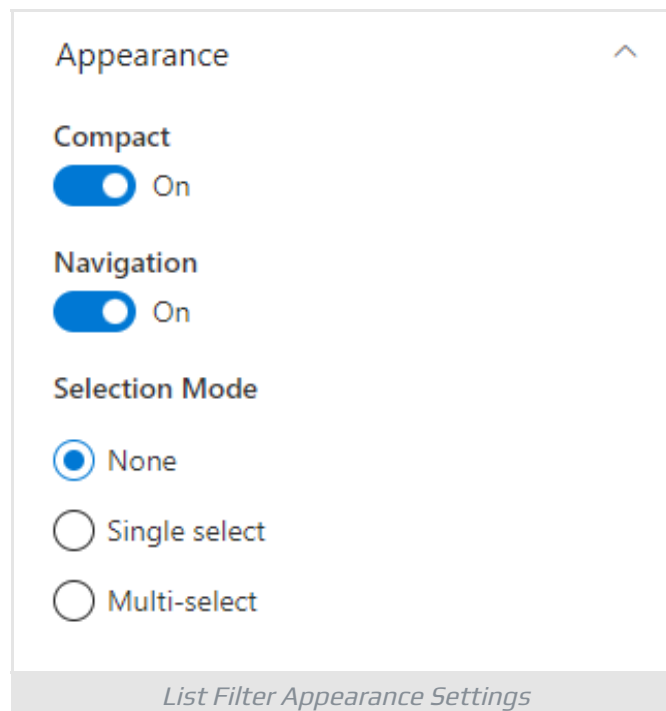 Appearance
Compact
On
Navigation
On
Selection Mode
None
Single select
Multi-select
List Filter Appearance Settings